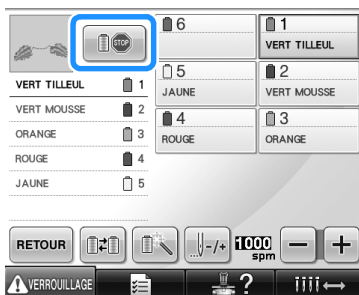 STOP
6
1
VERT TILLEUL
5
JAUNE
2
VERT MOUSSE
4
ROUGE
3
ORANGE
VERT TILLEUL 1
VERT MOUSSE 2
ORANGE 3
ROUGE 4
JAUNE 5
RETOUR
-/+
1000
spm
− +
VERROUILLAGE
?